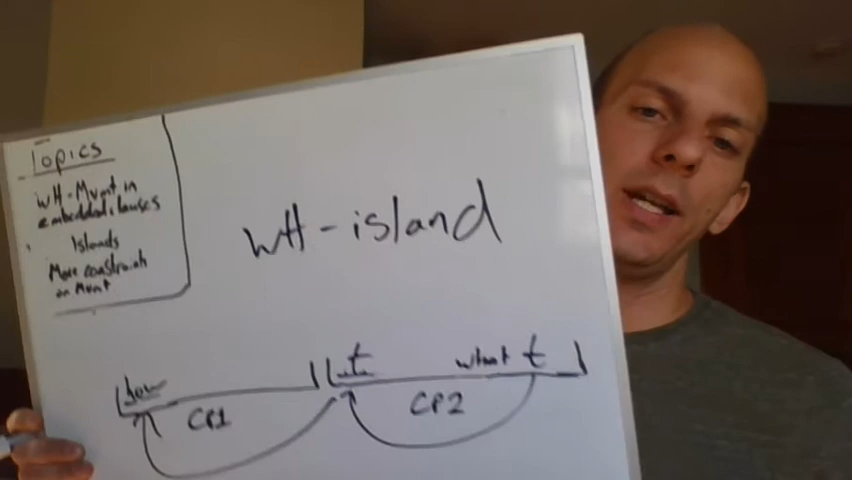 Topics
WH-Mvmt in
embedded clauses
Islands
More constraints
on Mvmt
WH-island
[how ] [ t what t ]
CP1 CP2